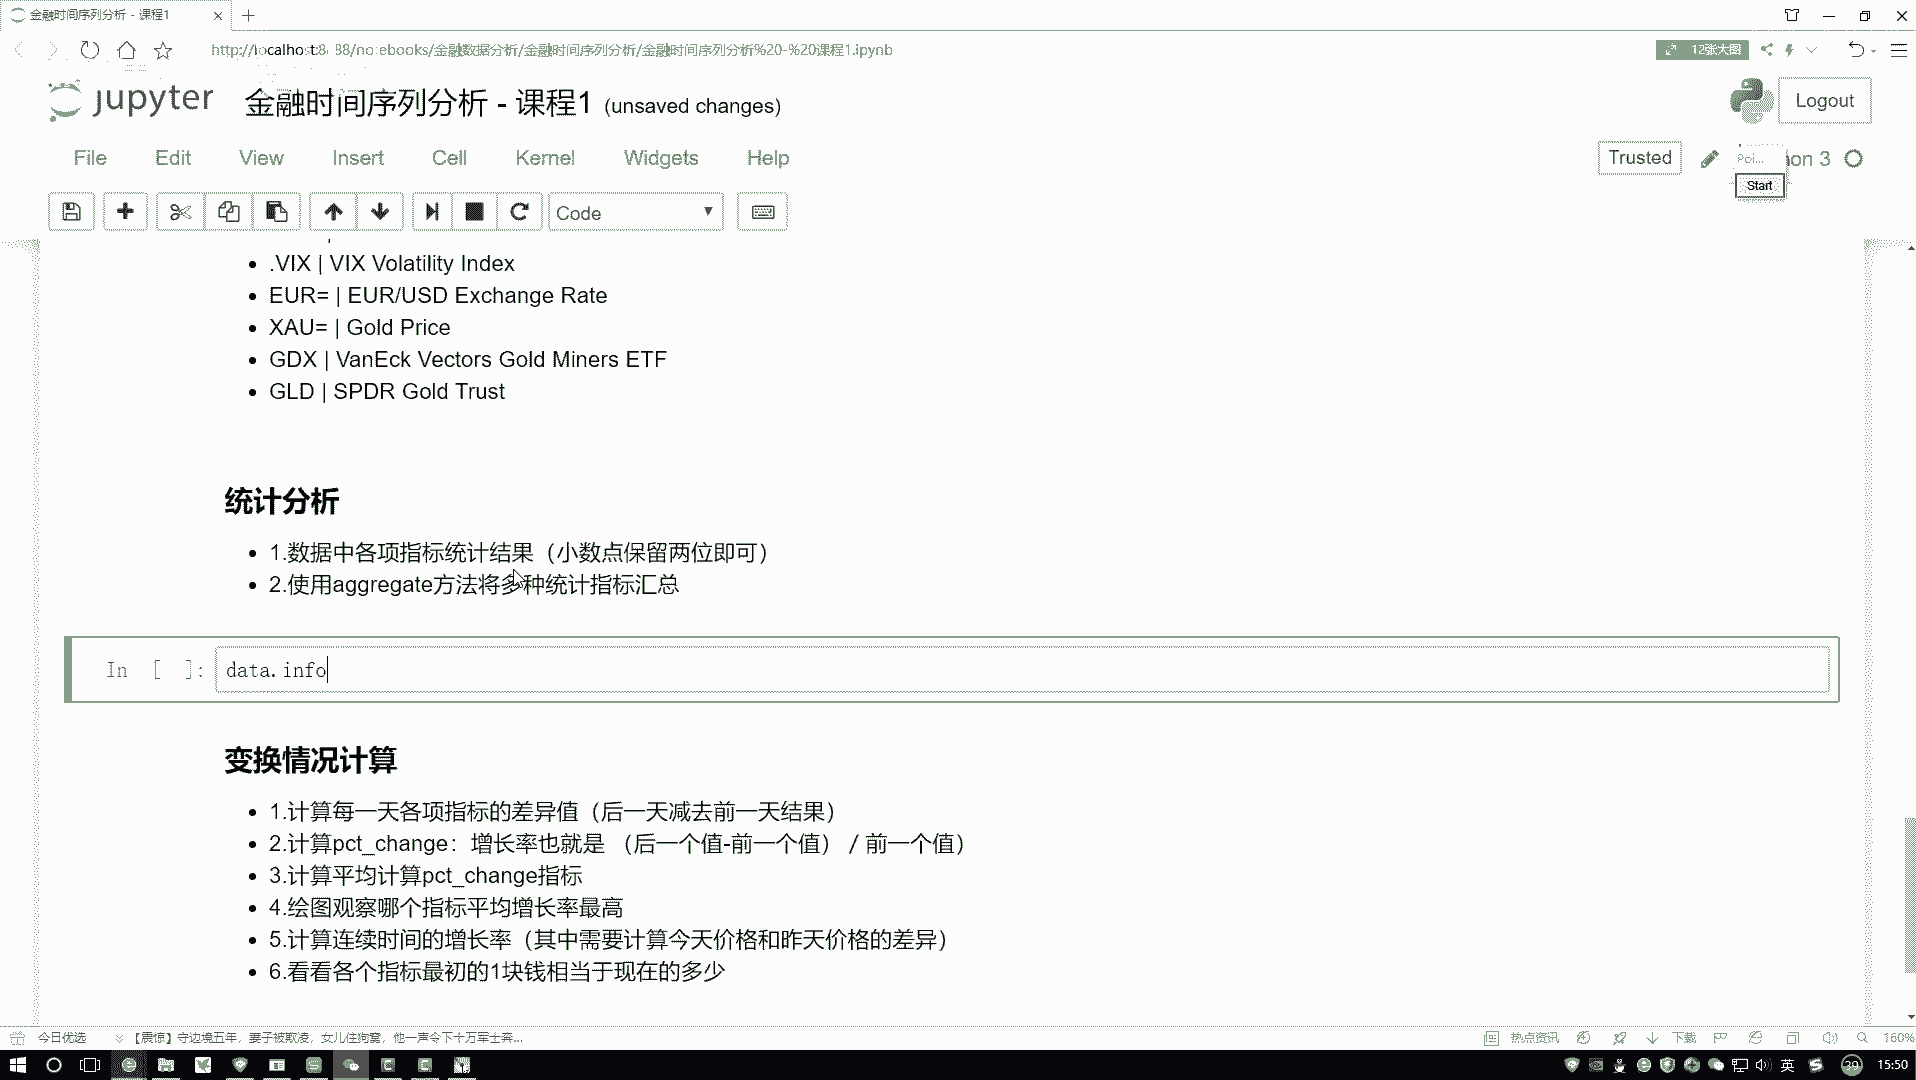 金融时间序列分析 - 课程1
http://localhost:8888/notebooks/金融数据分析/金融时间序列分析/金融时间序列分析%20-%20课程1.ipynb
12张大图
jupyter
金融时间序列分析 - 课程1 (unsaved changes)
Logout
File Edit View Insert Cell Kernel Widgets Help
Trusted
Poi...
on 3
Start
Code
.VIX | VIX Volatility Index
EUR= | EUR/USD Exchange Rate
XAU= | Gold Price
GDX | VanEck Vectors Gold Miners ETF
GLD | SPDR Gold Trust
统计分析
1.数据中各项指标统计结果（小数点保留两位即可）
2.使用aggregate方法将多种统计指标汇总
In [ ]: data.info
变换情况计算
1.计算每一天各项指标的差异值（后一天减去前一天结果）
2.计算pct_change：增长率也就是 （后一个值-前一个值） / 前一个值）
3.计算平均计算pct_change指标
4.绘图观察哪个指标平均增长率最高
5.计算连续时间的增长率（其中需要计算今天价格和昨天价格的差异）
6.看看各个指标最初的1块钱相当于现在的多少
今日优选
【震惊】守边境五年，妻子被欺凌，女儿住狗窝，他一声令下十万军士奔...
热点资讯
下载
160%
英
39
15:50